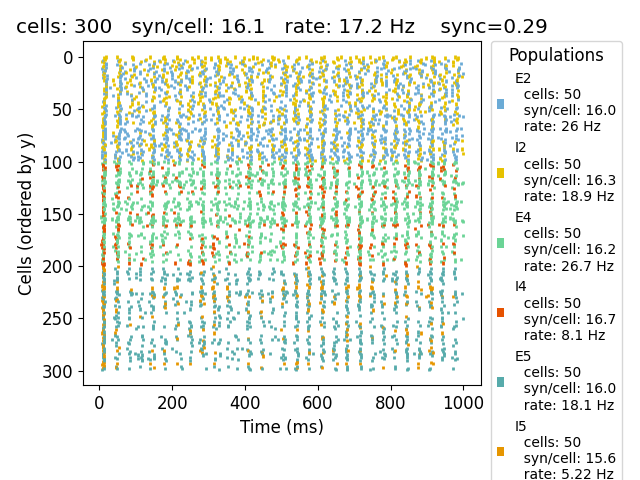 cells: 300   syn/cell: 16.1   rate: 17.2 Hz    sync=0.29
Populations
E2
cells: 50
syn/cell: 16.0
rate: 26 Hz
I2
cells: 50
syn/cell: 16.3
rate: 18.9 Hz
E4
cells: 50
syn/cell: 16.2
rate: 26.7 Hz
I4
cells: 50
syn/cell: 16.7
rate: 8.1 Hz
E5
cells: 50
syn/cell: 16.0
rate: 18.1 Hz
I5
cells: 50
syn/cell: 15.6
rate: 5.22 Hz
Cells (ordered by y)
0
50
100
150
200
250
300
0 200 400 600 800 1000
Time (ms)